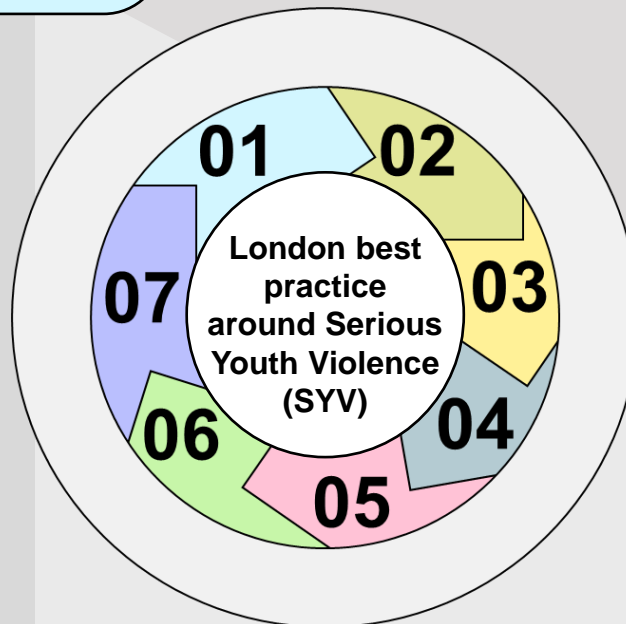 01
02
03
04
05
06
07
London best
practice
around Serious
Youth Violence
(SYV)